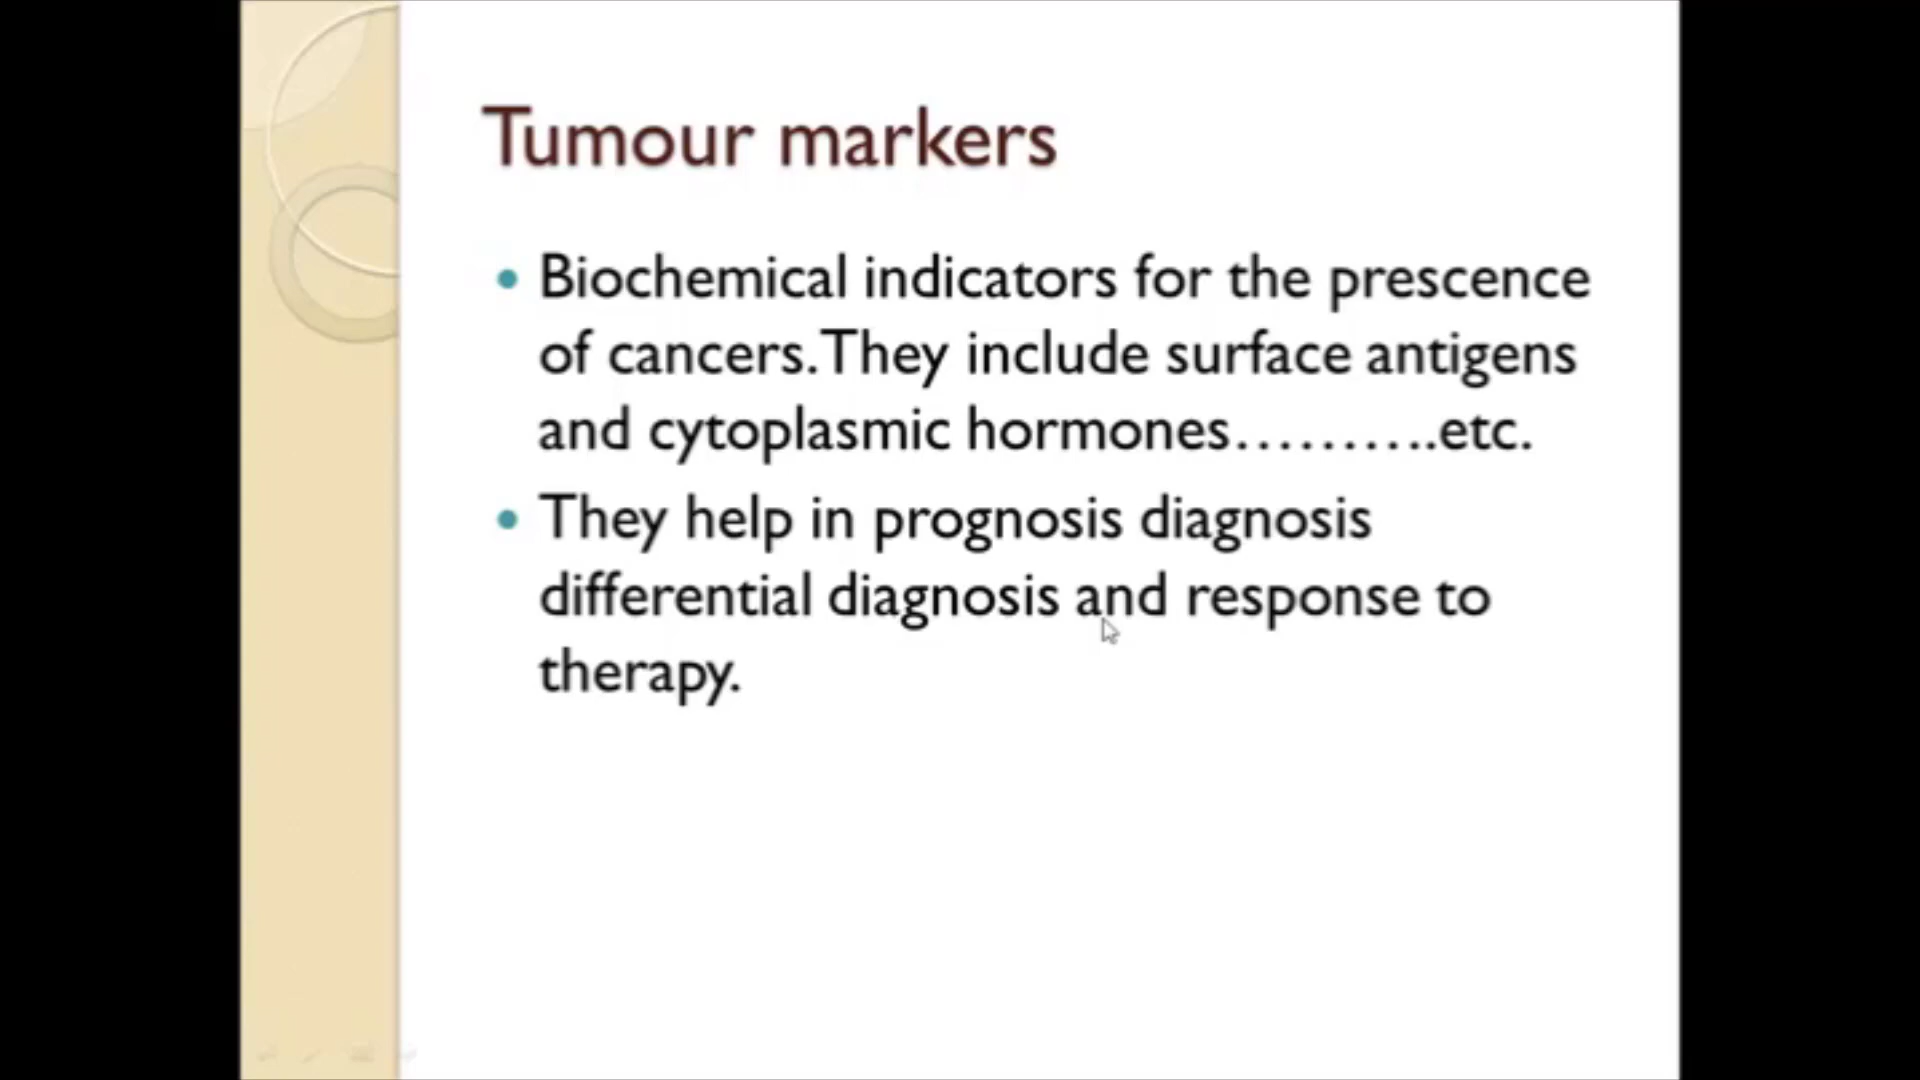 Tumour markers
Biochemical indicators for the prescence
of cancers. They include surface antigens
and cytoplasmic hormones……….etc.
They help in prognosis diagnosis
differential diagnosis and response to
therapy.